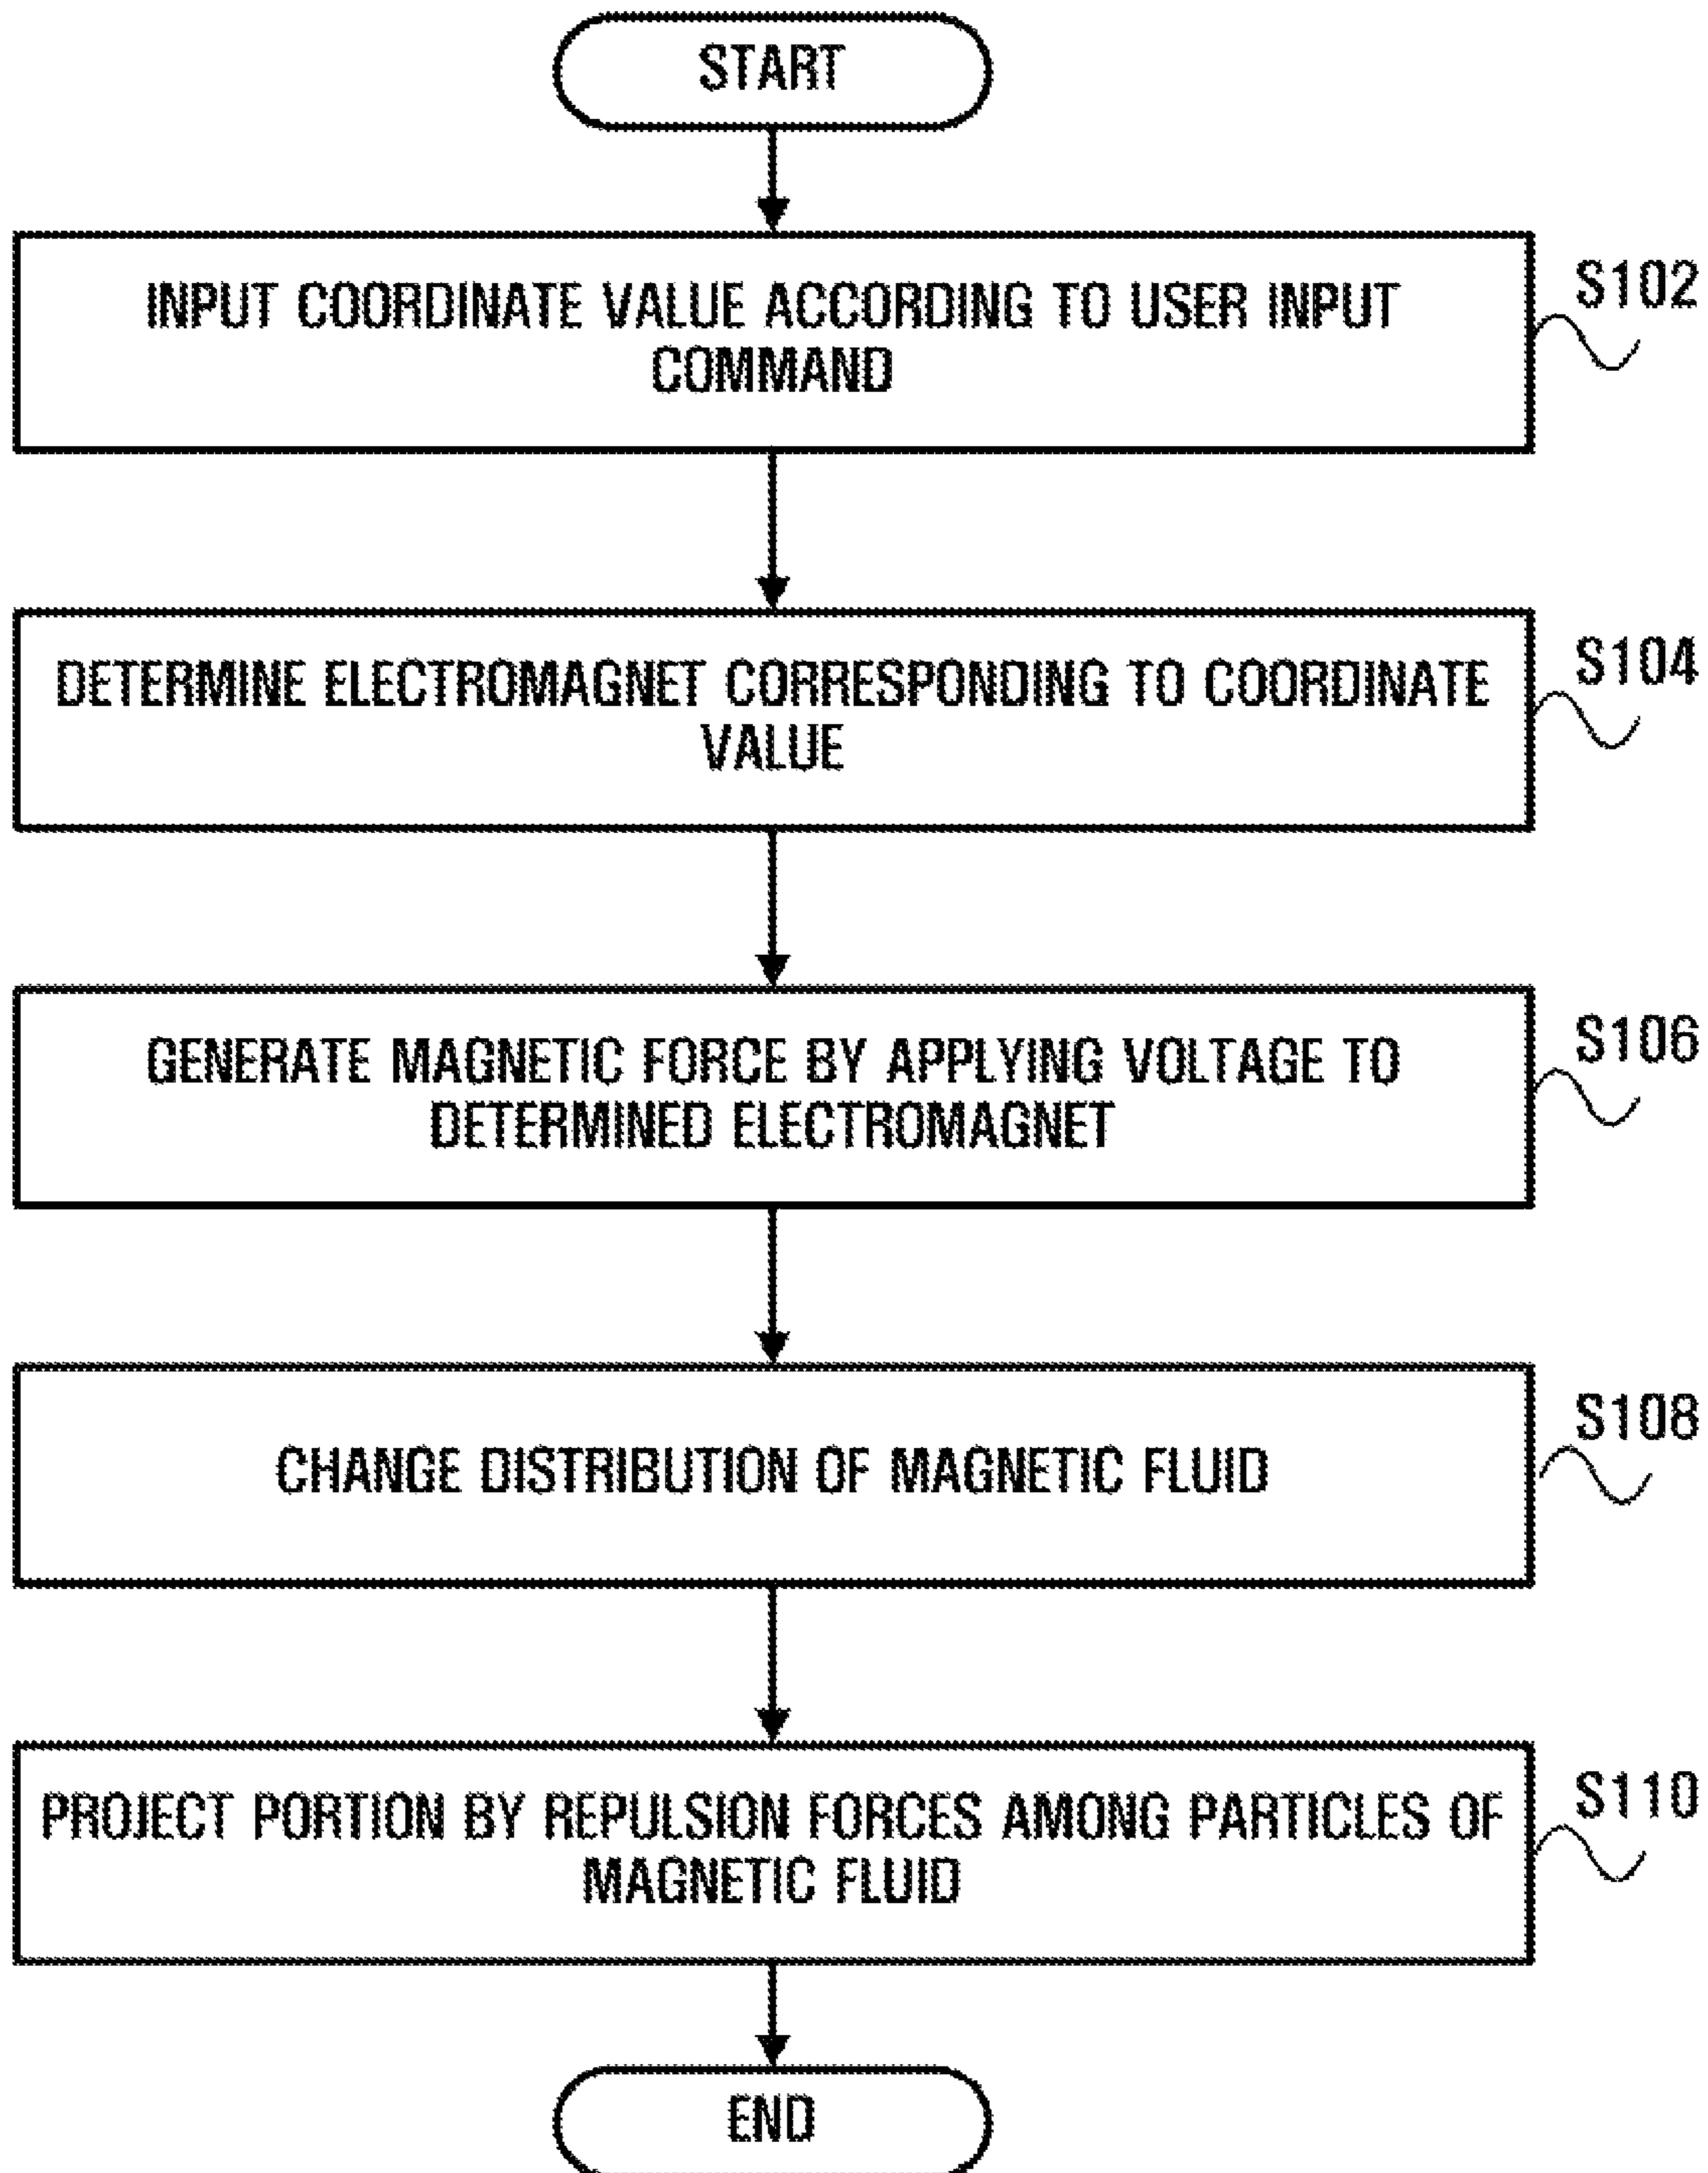 START
INPUT COORDINATE VALUE ACCORDING TO USER INPUT
COMMAND
S102
DETERMINE ELECTROMAGNET CORRESPONDING TO COORDINATE
VALUE
S104
GENERATE MAGNETIC FORCE BY APPLYING VOLTAGE TO
DETERMINED ELECTROMAGNET
S106
CHANGE DISTRIBUTION OF MAGNETIC FLUID
S108
PROJECT PORTION BY REPULSION FORCES AMONG PARTICLES OF
MAGNETIC FLUID
S110
END